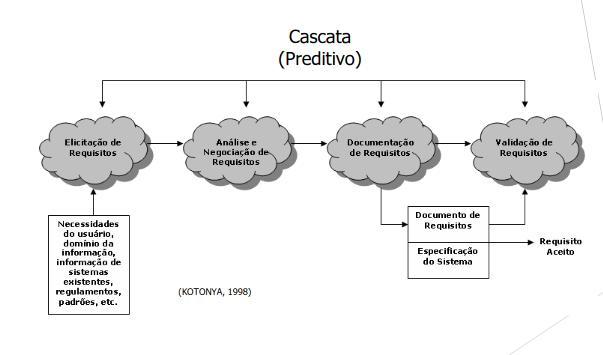 Cascata
(Preditivo)
Elicitação de
Requisitos
Análise e
Negociação de
Requisitos
Documentação
de Requisitos
Validação de
Requisitos
Necessidades
do usuário,
domínio da
informação,
informação de
sistemas
existentes,
regulamentos,
padrões, etc.
Documento de
Requisitos
Especificação
do Sistema
Requisito
Aceito
(KOTONYA, 1998)